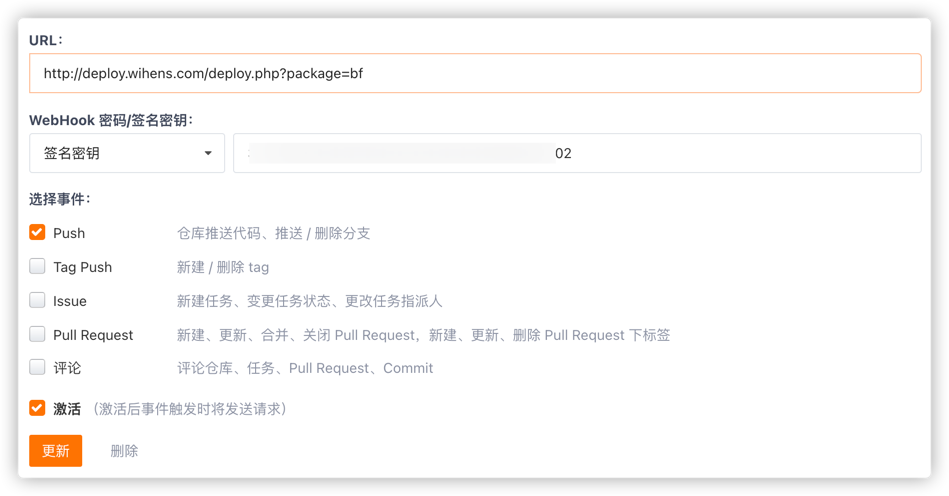 URL:
http://deploy.wihens.com/deploy.php?package=bf
WebHook 密码/签名密钥:
签名密钥 02
选择事件:
Push 仓库推送代码、推送 / 删除分支
Tag Push 新建 / 删除 tag
Issue 新建任务、变更任务状态、更改任务指派人
Pull Request 新建、更新、合并、关闭 Pull Request，新建、更新、删除 Pull Request 下标签
评论 评论仓库、任务、Pull Request、Commit
激活 （激活后事件触发时将发送请求）
更新 删除